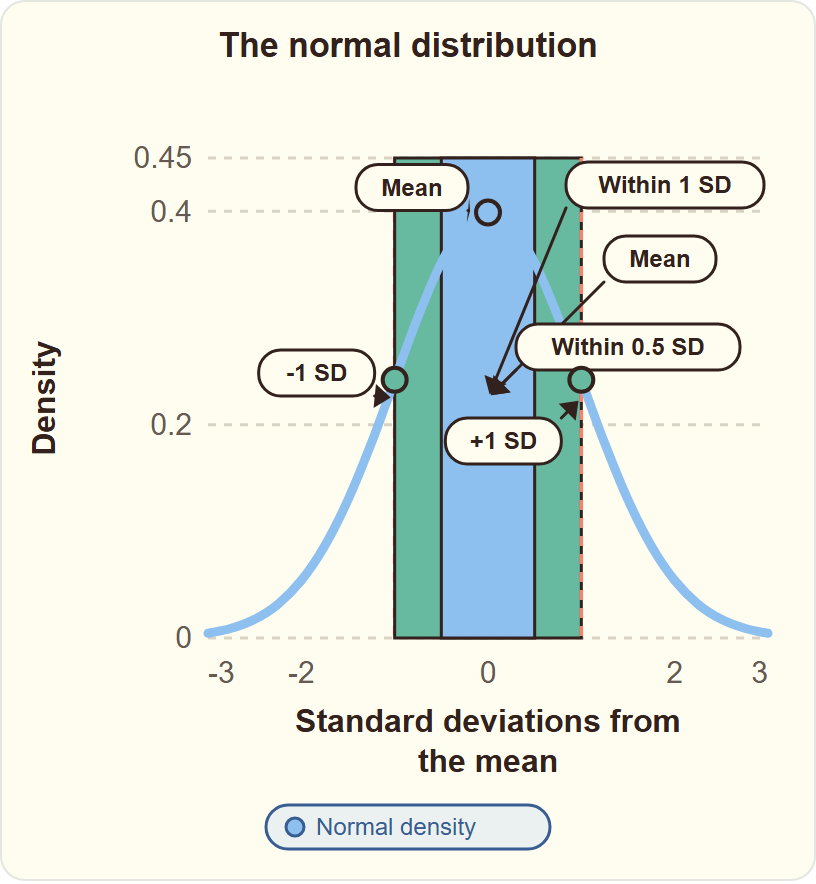 The normal distribution
0.45
0.4
0.2
0
Density
Mean
Within 1 SD
Mean
Within 0.5 SD
-1 SD
+1 SD
-3
-2
0
2
3
Standard deviations from
the mean
Normal density